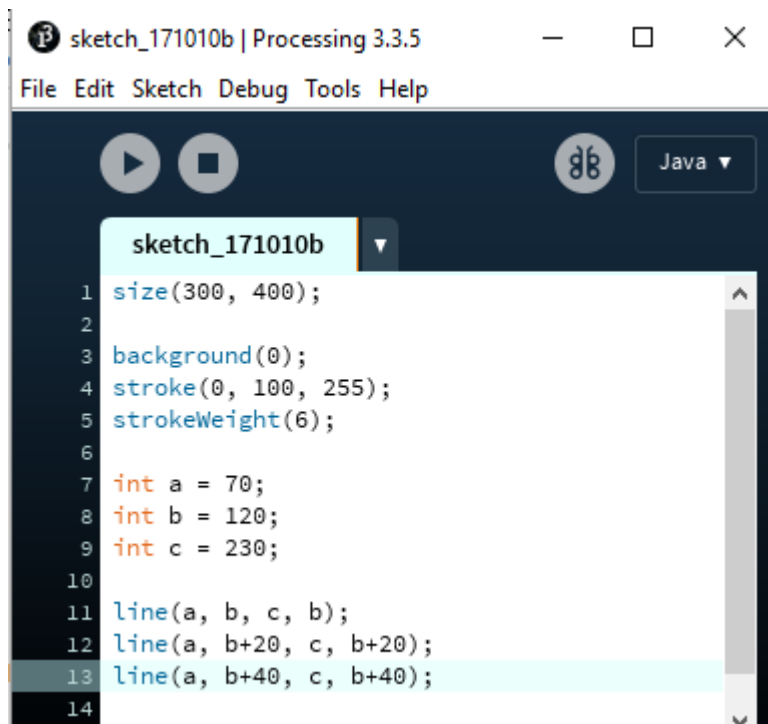 sketch_171010b | Processing 3.3.5
File Edit Sketch Debug Tools Help
Java ▼
sketch_171010b ▼
1 size(300, 400);
2
3 background(0);
4 stroke(0, 100, 255);
5 strokeWeight(6);
6
7 int a = 70;
8 int b = 120;
9 int c = 230;
10
11 line(a, b, c, b);
12 line(a, b+20, c, b+20);
13 line(a, b+40, c, b+40);
14